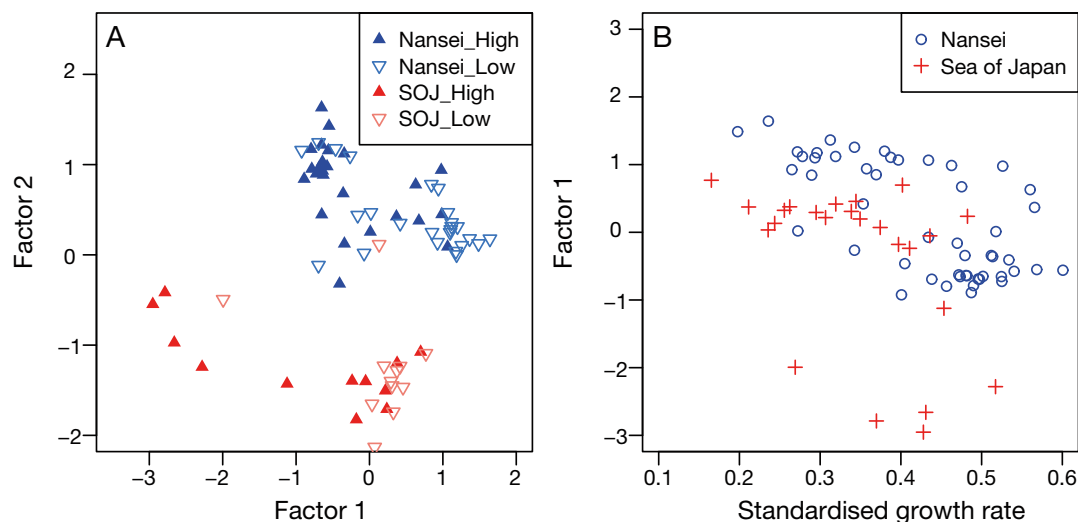 A
Nansei_High
Nansei_Low
SOJ_High
SOJ_Low
Factor 2
2
1
0
−1
−2
−3 −2 −1 0 1 2
Factor 1
B
Nansei
Sea of Japan
Factor 1
3
2
1
0
−1
−2
−3
0.1 0.2 0.3 0.4 0.5 0.6
Standardised growth rate